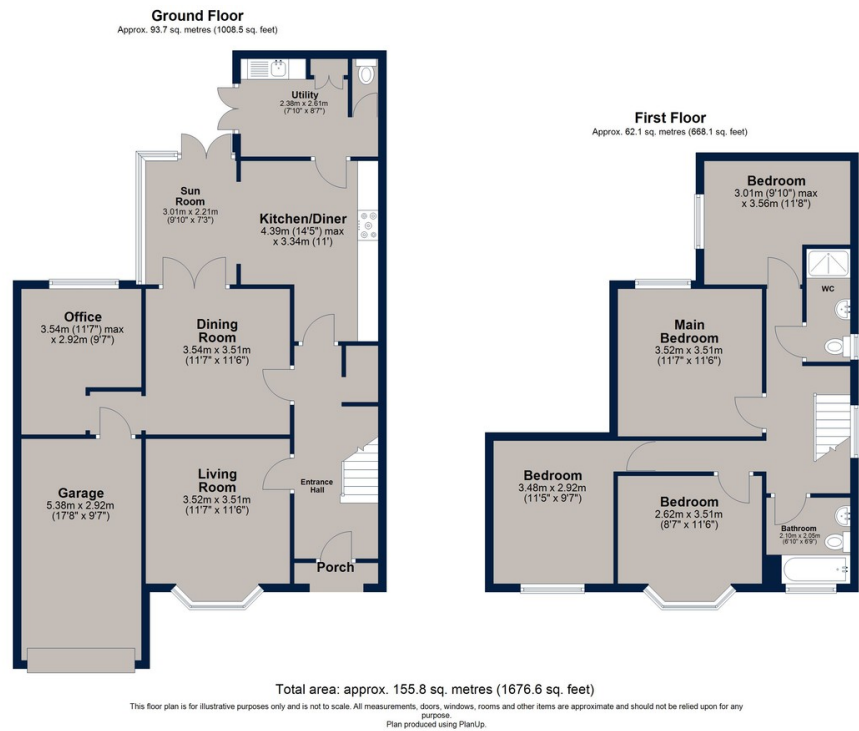 Ground Floor
Approx. 93.7 sq. metres (1008.5 sq. feet)
Utility
2.38m x 2.61m
(7'10" x 8'7")
Sun
Room
3.01m x 2.21m
(9'10" x 7'3")
Kitchen/Diner
4.39m (14'5") max
x 3.34m (11')
Office
3.54m (11'7") max
x 2.92m (9'7")
Dining
Room
3.54m x 3.51m
(11'7" x 11'6")
Garage
5.38m x 2.92m
(17'8" x 9'7")
Living
Room
3.52m x 3.51m
(11'7" x 11'6")
Entrance
Hall
Porch
First Floor
Approx. 62.1 sq. metres (668.1 sq. feet)
Bedroom
3.01m (9'10") max
x 3.56m (11'8")
WC
Main
Bedroom
3.52m x 3.51m
(11'7" x 11'6")
Bedroom
3.48m x 2.92m
(11'5" x 9'7")
Bedroom
2.62m x 3.51m
(8'7" x 11'6")
Bathroom
2.10m x 2.05m
(6'10" x 6'9")
Total area: approx. 155.8 sq. metres (1676.6 sq. feet)
This floor plan is for illustrative purposes only and is not to scale. All measurements, doors, windows, rooms and other items are approximate and should not be relied upon for any
purpose.
Plan produced using PlanUp.